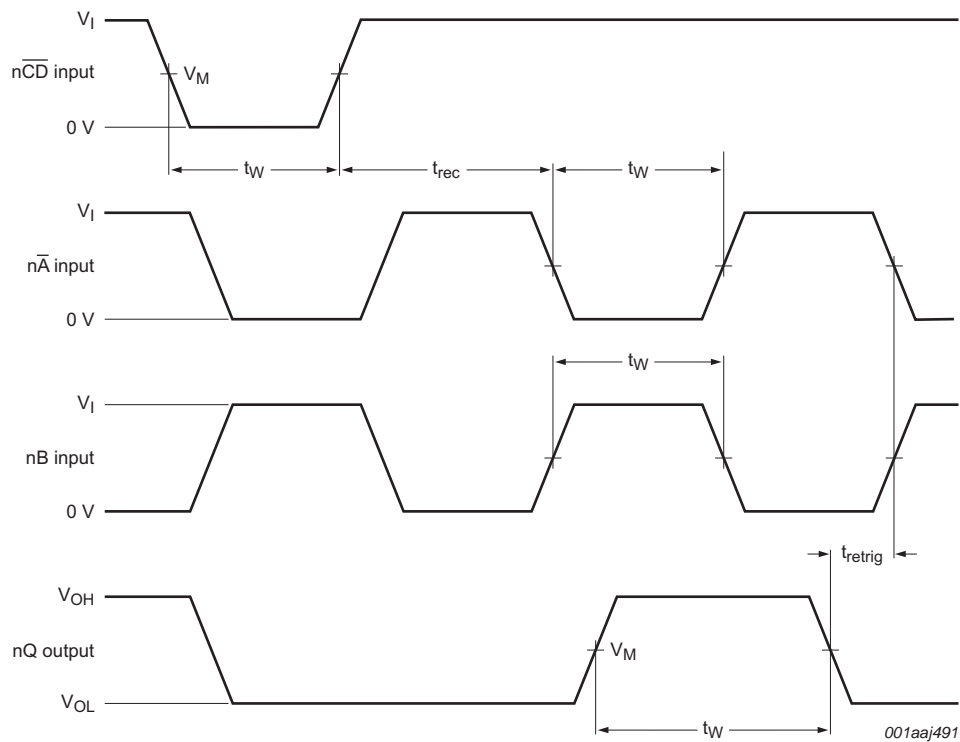 V_I
nC̅D̅ input
V_M
0 V
t_W
t_rec
t_W
V_I
nA̅ input
0 V
t_W
V_I
nB input
0 V
t_retrig
V_OH
nQ output
V_M
V_OL
t_W
001aaj491